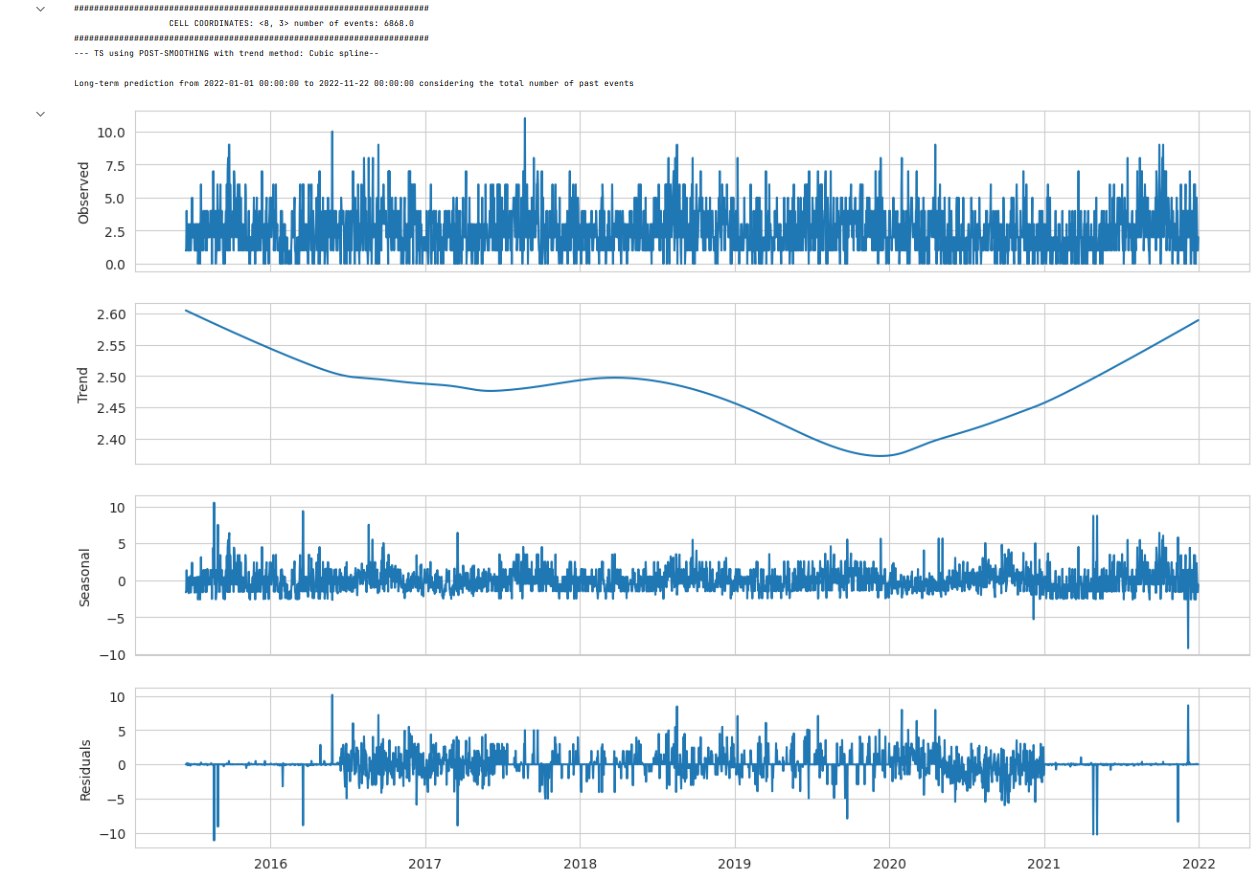 #######################################################################
CELL COORDINATES: <8, 3> number of events: 6868.0
#######################################################################
--- TS using POST-SMOOTHING with trend method: Cubic spline--
Long-term prediction from 2022-01-01 00:00:00 to 2022-11-22 00:00:00 considering the total number of past events
10.0
7.5
5.0
2.5
0.0
Observed
2.60
2.55
2.50
2.45
2.40
Trend
10
5
0
−5
−10
Seasonal
10
5
0
−5
−10
Residuals
2016 2017 2018 2019 2020 2021 2022